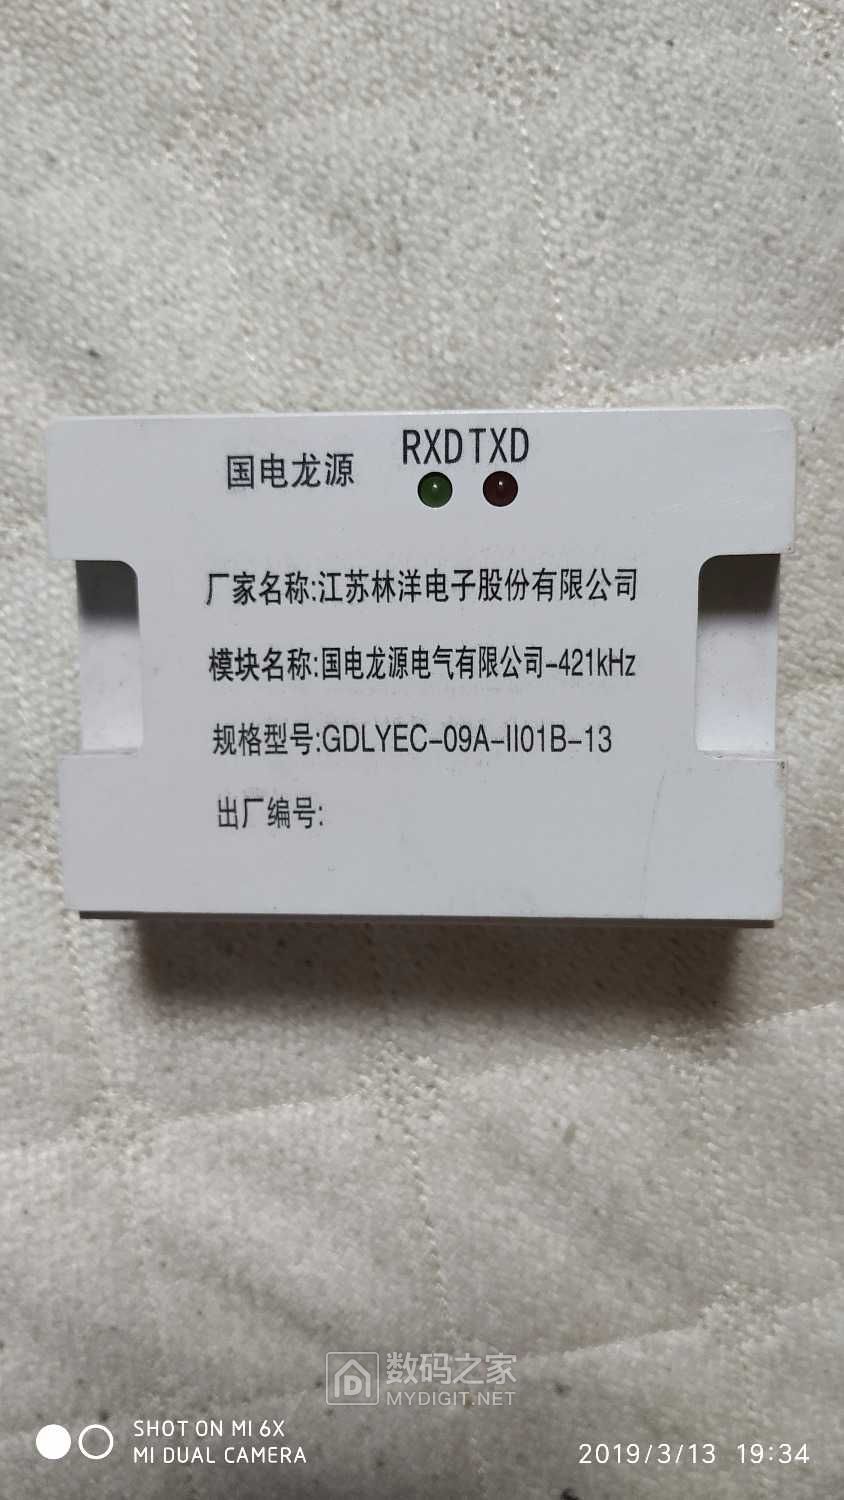 国电龙源 RXD TXD
厂家名称:江苏林洋电子股份有限公司
模块名称:国电龙源电气有限公司-421kHz
规格型号:GDLYEC-09A-II01B-13
出厂编号:
数码之家
MYDIGIT.NET
SHOT ON MI 6X
MI DUAL CAMERA
2019/3/13 19:34